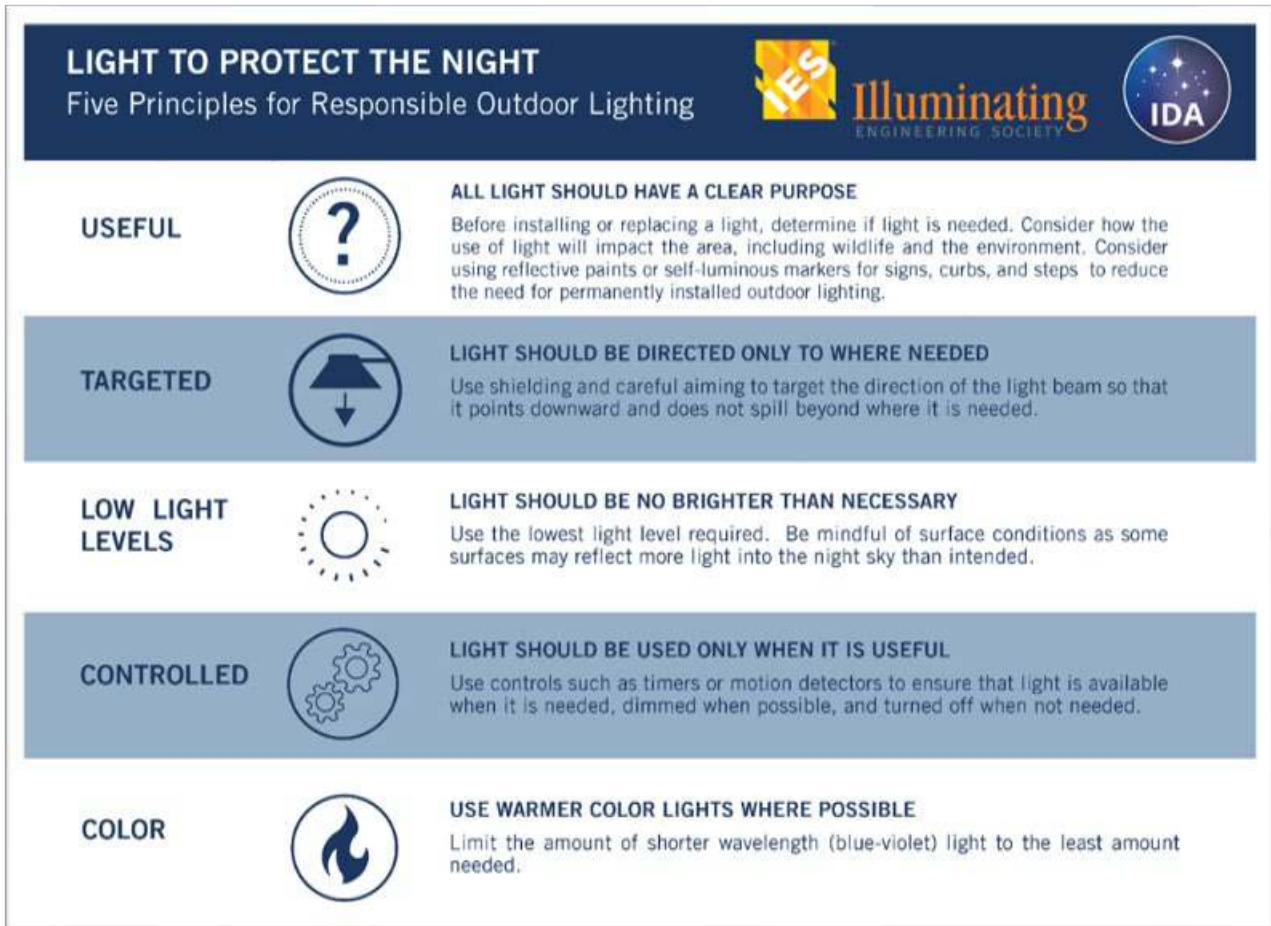 LIGHT TO PROTECT THE NIGHT
Five Principles for Responsible Outdoor Lighting
IES
Illuminating
ENGINEERING SOCIETY
IDA
USEFUL
?
ALL LIGHT SHOULD HAVE A CLEAR PURPOSE
Before installing or replacing a light, determine if light is needed. Consider how the
use of light will impact the area, including wildlife and the environment. Consider
using reflective paints or self-luminous markers for signs, curbs, and steps to reduce
the need for permanently installed outdoor lighting.
TARGETED
LIGHT SHOULD BE DIRECTED ONLY TO WHERE NEEDED
Use shielding and careful aiming to target the direction of the light beam so that
it points downward and does not spill beyond where it is needed.
LOW LIGHT
LEVELS
LIGHT SHOULD BE NO BRIGHTER THAN NECESSARY
Use the lowest light level required. Be mindful of surface conditions as some
surfaces may reflect more light into the night sky than intended.
CONTROLLED
LIGHT SHOULD BE USED ONLY WHEN IT IS USEFUL
Use controls such as timers or motion detectors to ensure that light is available
when it is needed, dimmed when possible, and turned off when not needed.
COLOR
USE WARMER COLOR LIGHTS WHERE POSSIBLE
Limit the amount of shorter wavelength (blue-violet) light to the least amount
needed.